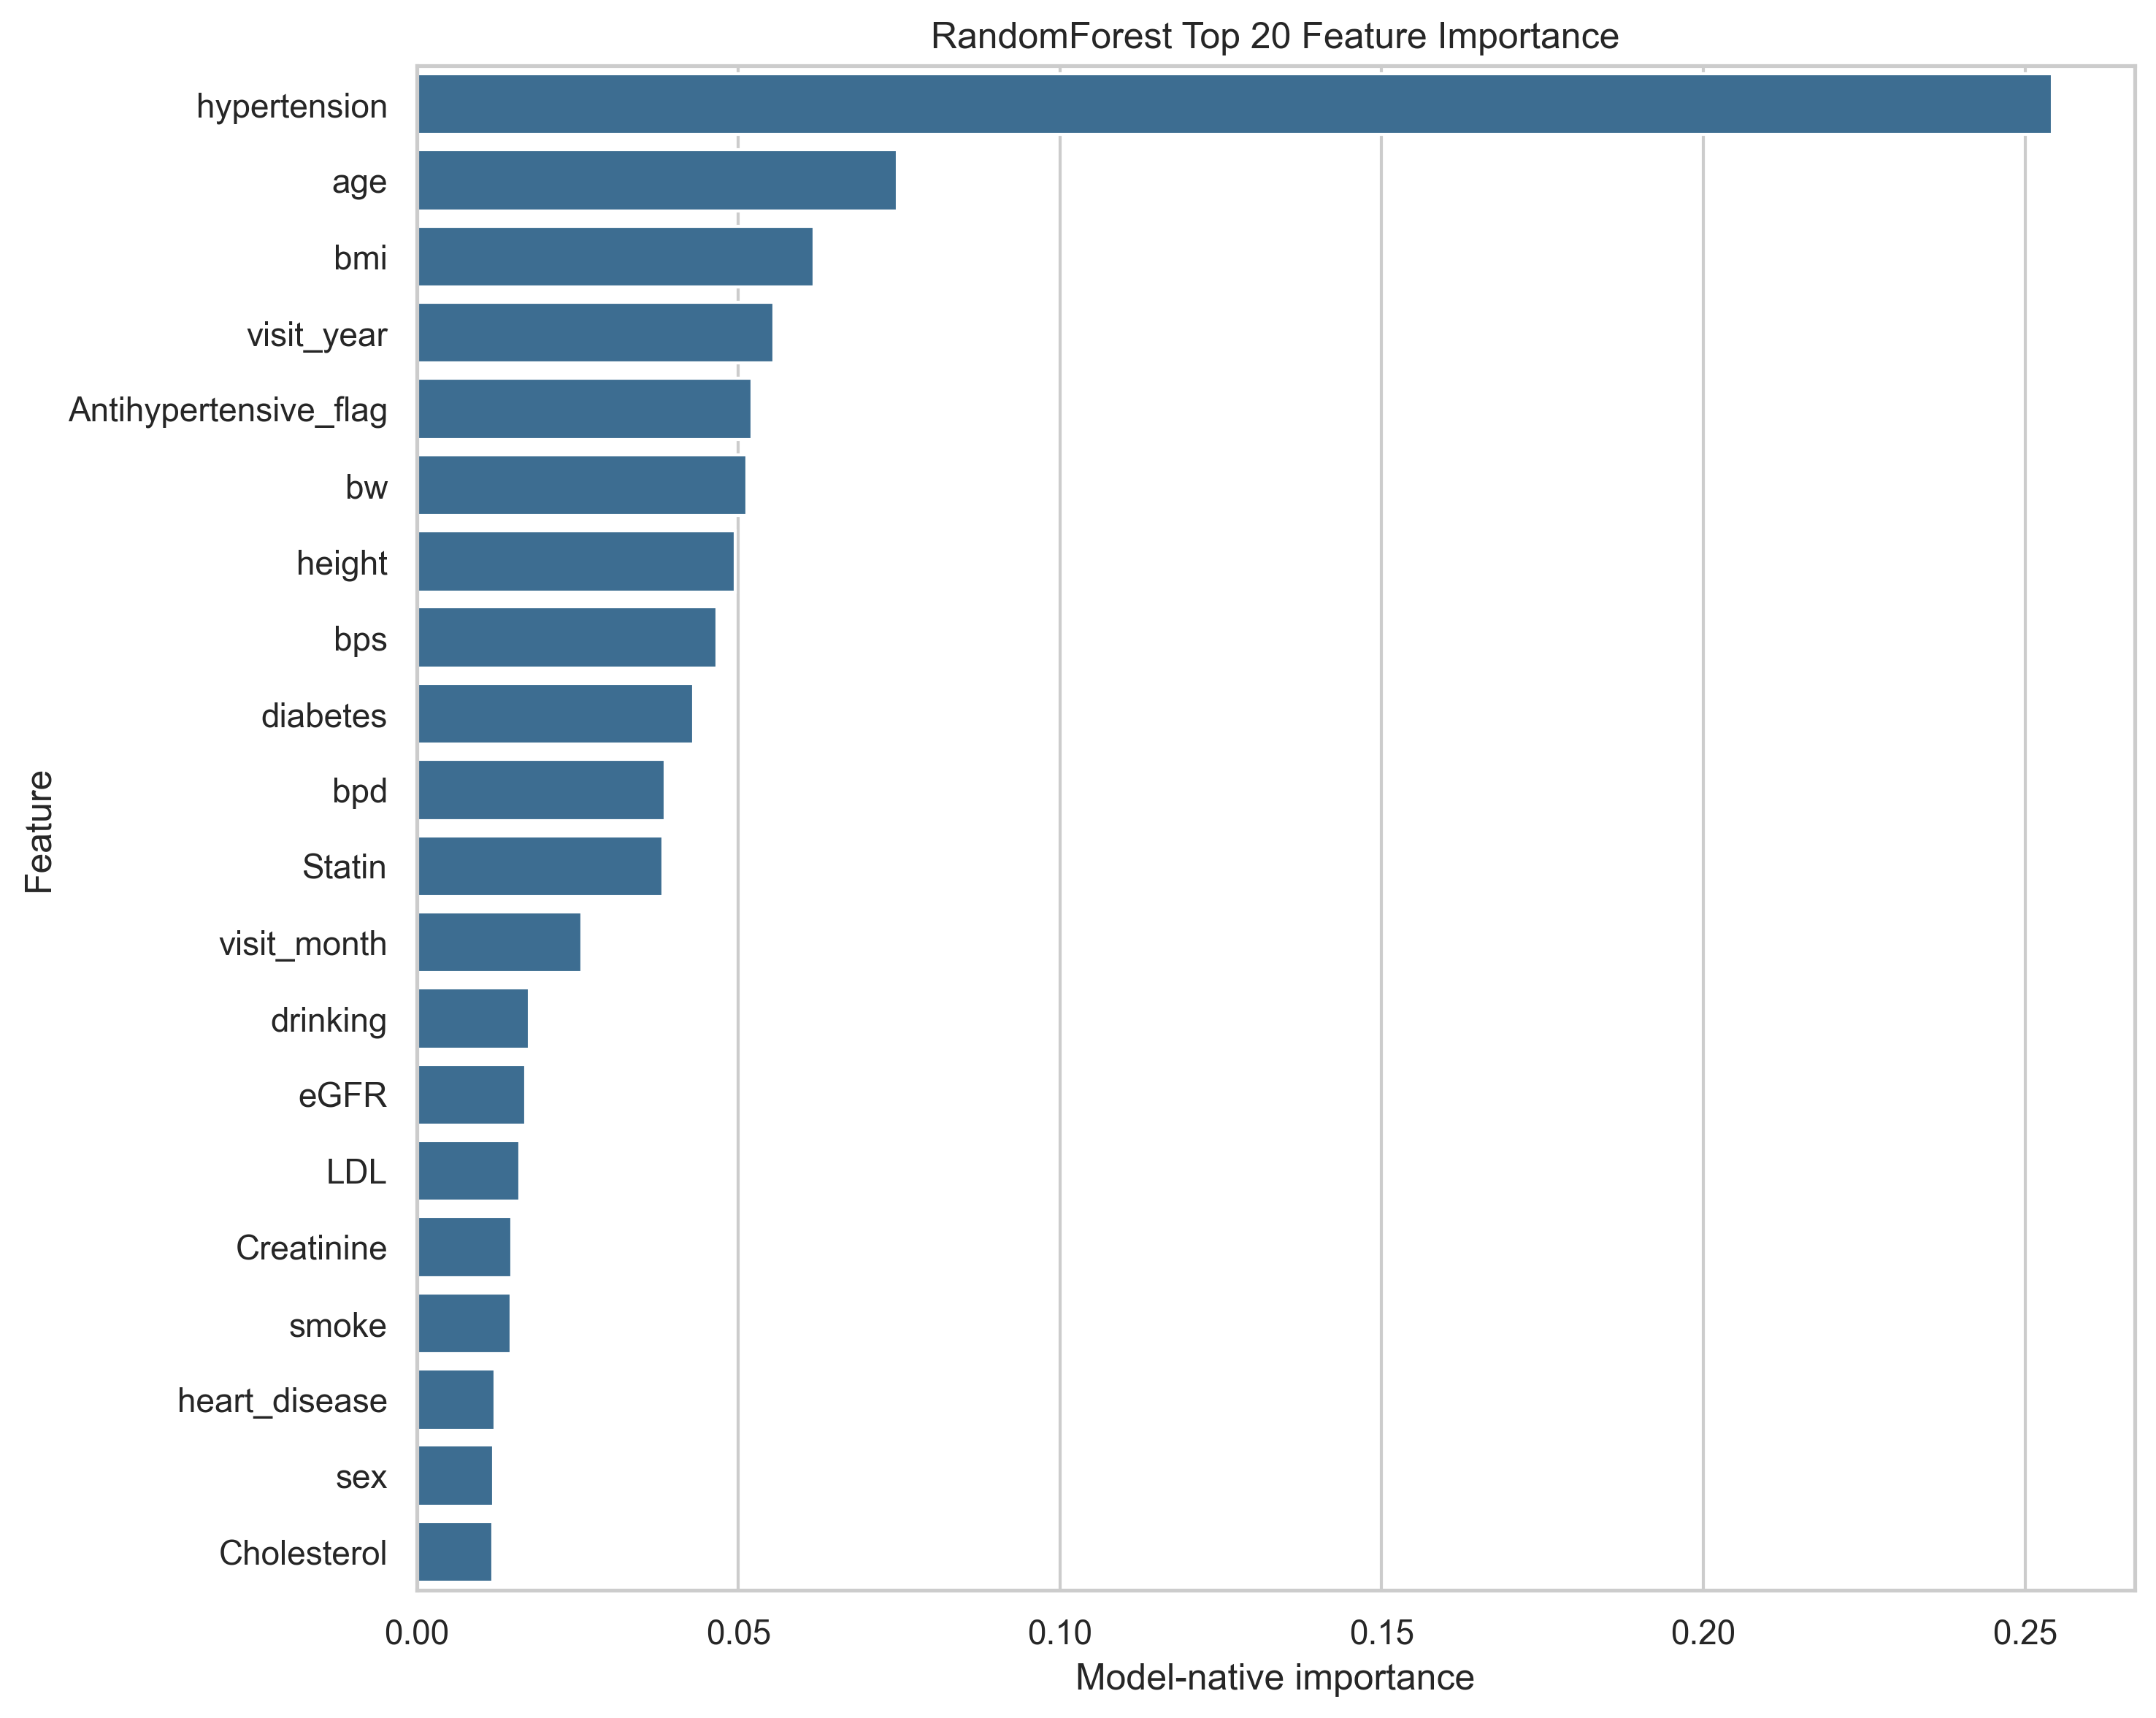 RandomForest Top 20 Feature Importance
hypertension
age
bmi
visit_year
Antihypertensive_flag
bw
height
bps
diabetes
bpd
Statin
visit_month
drinking
eGFR
LDL
Creatinine
smoke
heart_disease
sex
Cholesterol
Feature
0.00 0.05 0.10 0.15 0.20 0.25
Model-native importance